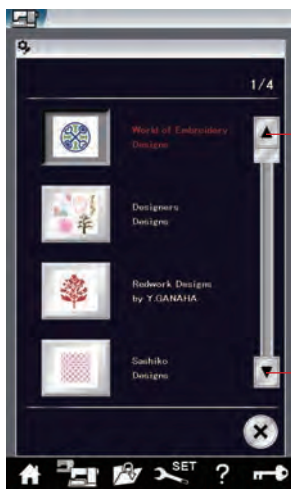 1/4
World of Embroidery
Designs
Designers
Designs
Redwork Designs
by Y.GANAHA
Sashiko
Designs
SET
?